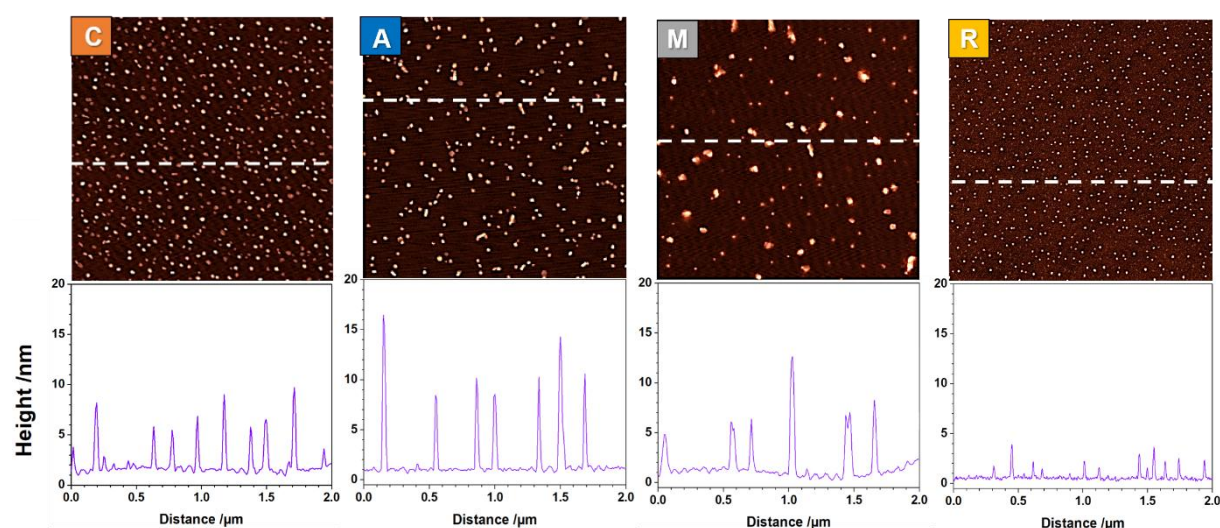 C A M R
20 20 20 20
15 15 15 15
10 10 10 10
5 5 5 5
0 0 0 0
0.0 0.5 1.0 1.5 2.0 0.0 0.5 1.0 1.5 2.0 0.0 0.5 1.0 1.5 2.0 0.0 0.5 1.0 1.5 2.0
Height /nm
Distance /µm Distance /µm Distance /µm Distance /µm